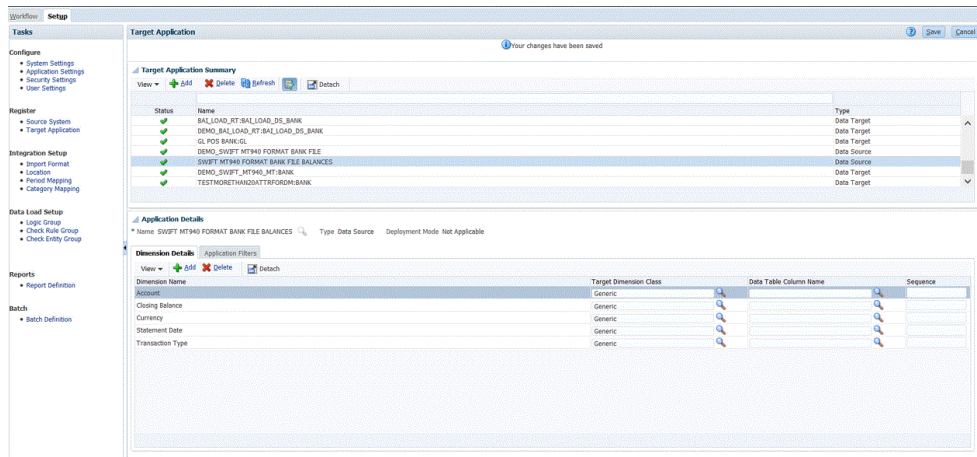 Workflow Setup
Tasks
Target Application
Save Cancel
Your changes have been saved
Configure
System Settings
Application Settings
Security Settings
User Settings
Register
Source System
Target Application
Integration Setup
Import Format
Location
Period Mapping
Category Mapping
Data Load Setup
Logic Group
Check Rule Group
Check Entity Group
Reports
Report Definition
Batch
Batch Definition
Target Application Summary
View Add Delete Refresh Detach
Status Name Type
BAI_LOAD_RT:BAI_LOAD_DS_BANK Data Target
DEMO_BAI_LOAD_RT:BAI_LOAD_DS_BANK Data Target
GL POS BANK:GL Data Target
DEMO_SWIFT MT940 FORMAT BANK FILE Data Source
SWIFT MT940 FORMAT BANK FILE BALANCES Data Source
DEMO_SWIFT_MT940_MT:BANK Data Target
TESTMORETHAN20ATTRFORDM:BANK Data Target
Application Details
* Name SWIFT MT940 FORMAT BANK FILE BALANCES Type Data Source Deployment Mode Not Applicable
Dimension Details Application Filters
View Add Delete Detach
Dimension Name Target Dimension Class Data Table Column Name Sequence
Account Generic
Closing Balance Generic
Currency Generic
Statement Date Generic
Transaction Type Generic